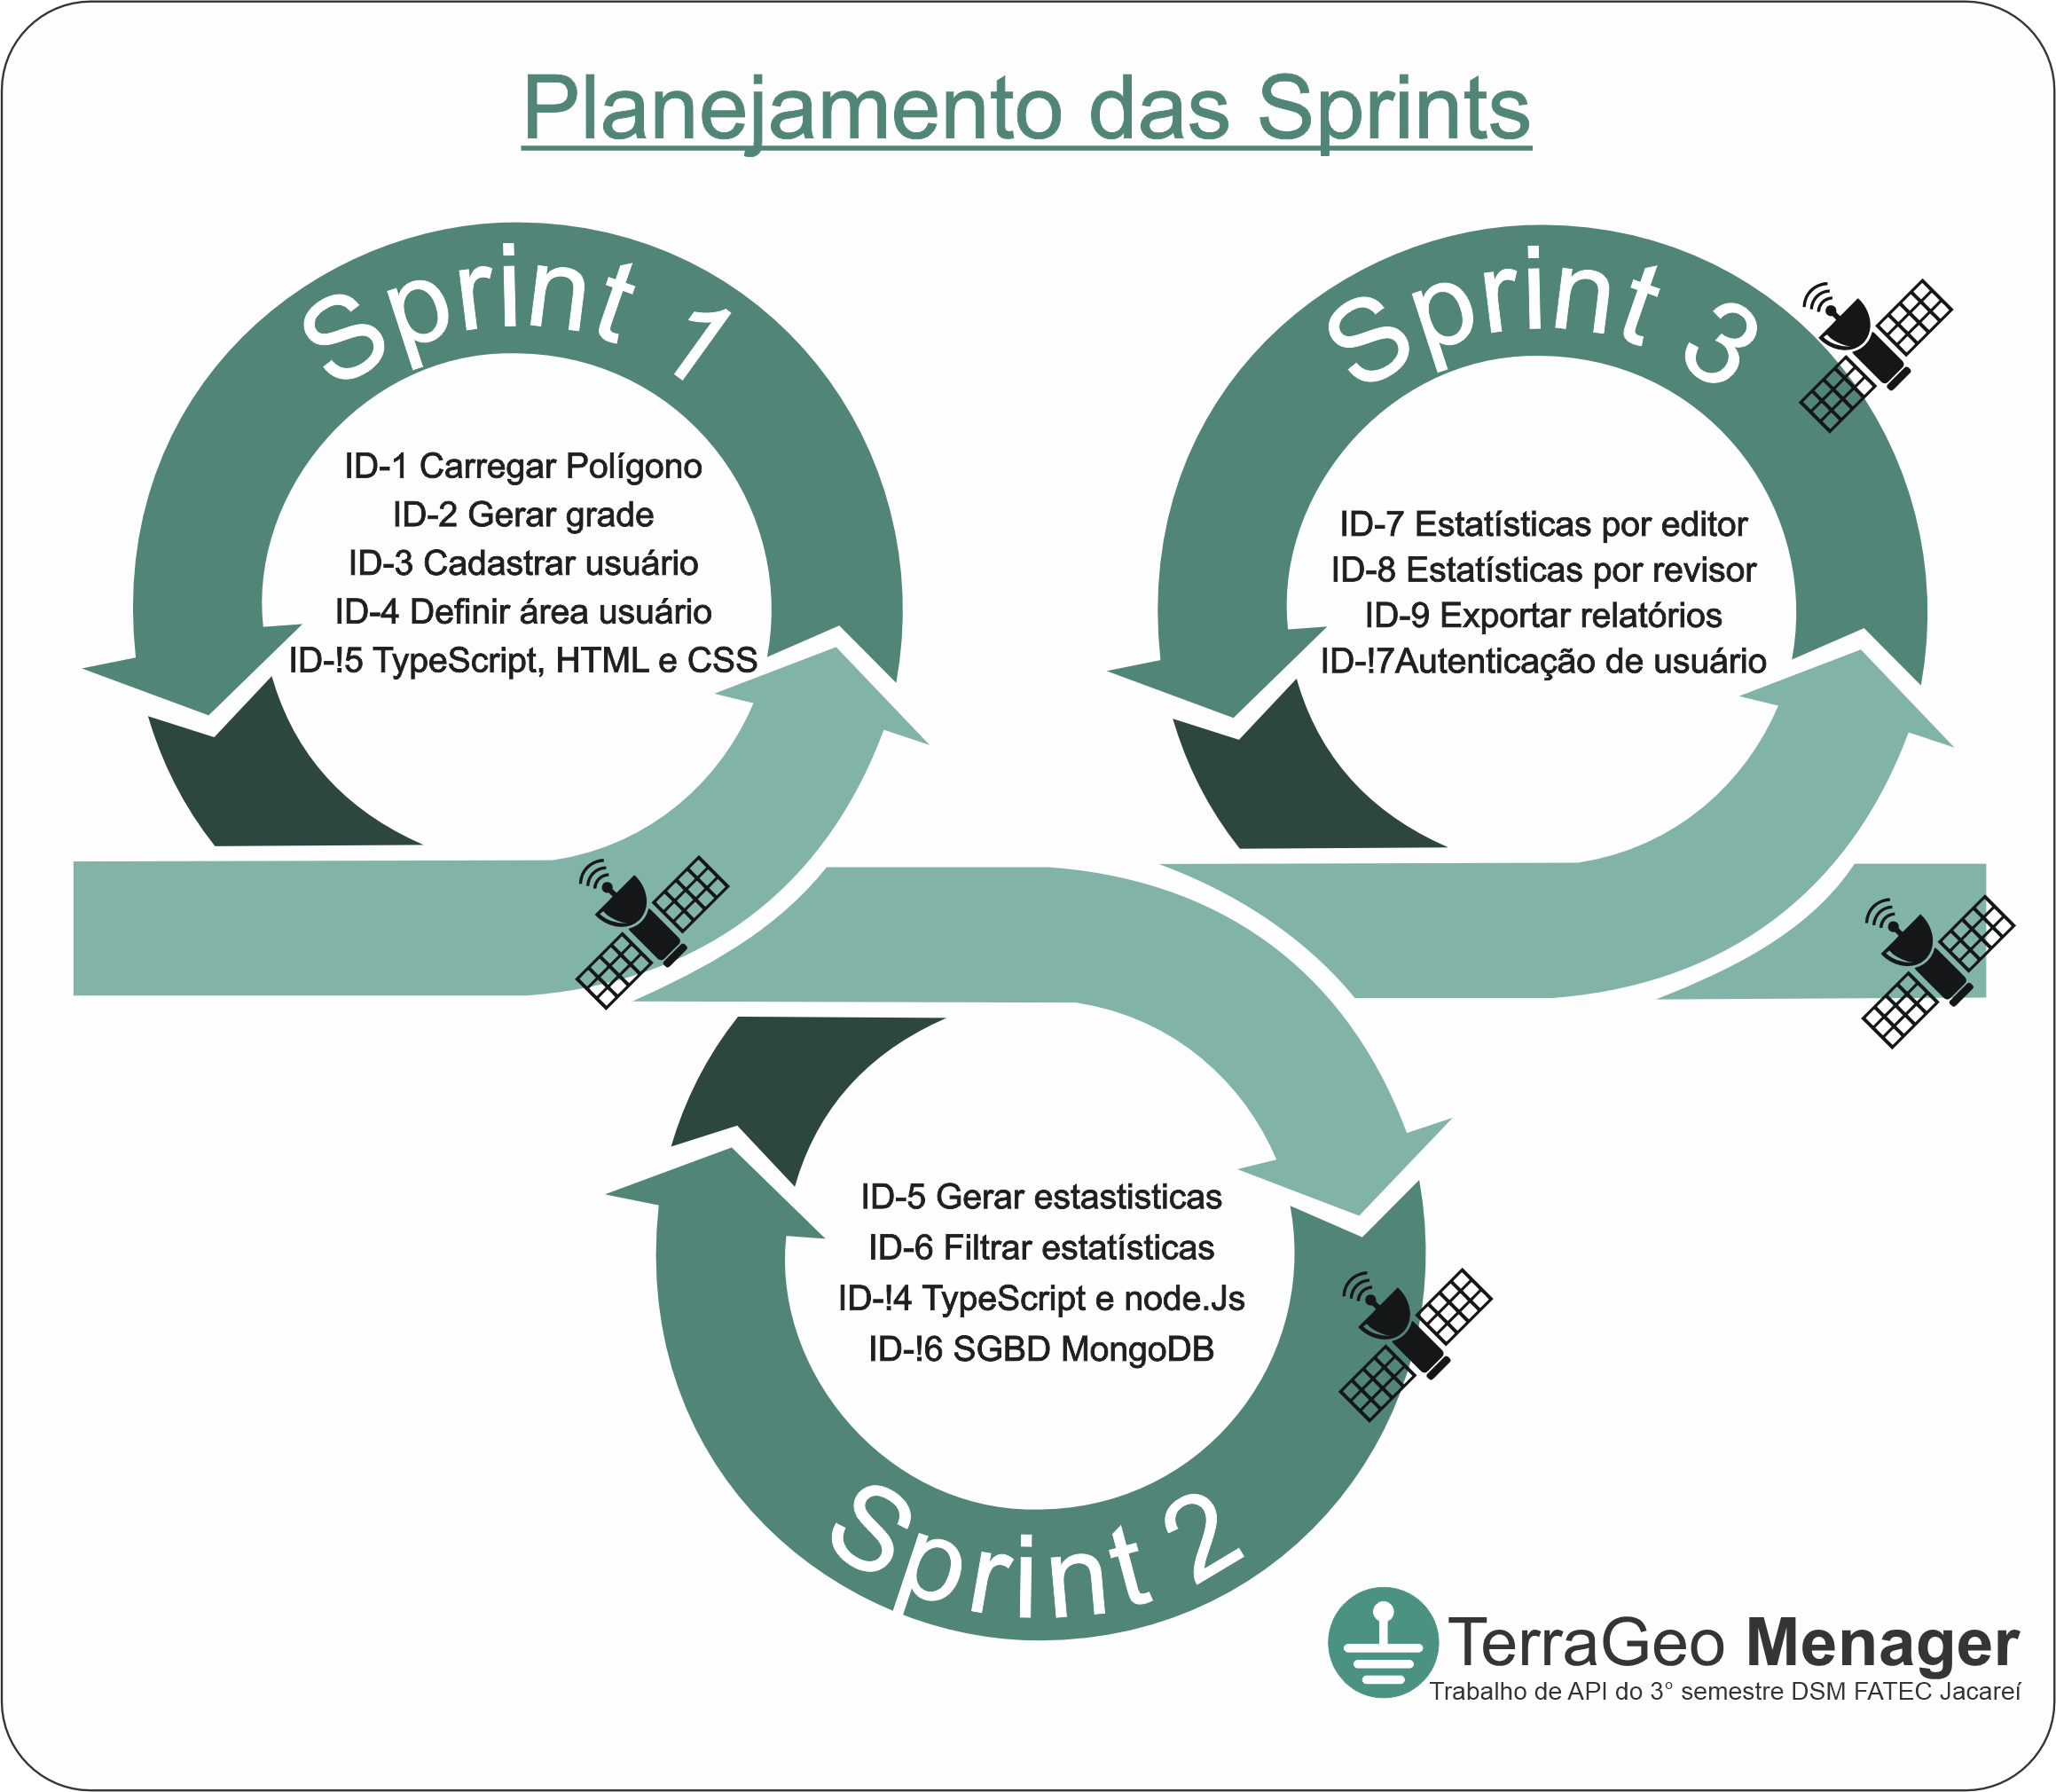 Planejamento das Sprints
Sprint 1
ID-1 Carregar Polígono
ID-2 Gerar grade
ID-3 Cadastrar usuário
ID-4 Definir área usuário
ID-!5 TypeScript, HTML e CSS
Sprint 3
ID-7 Estatísticas por editor
ID-8 Estatísticas por revisor
ID-9 Exportar relatórios
ID-!7Autenticação de usuário
ID-5 Gerar estastisticas
ID-6 Filtrar estatísticas
ID-!4 TypeScript e node.Js
ID-!6 SGBD MongoDB
Sprint 2
TerraGeo Menager
Trabalho de API do 3° semestre DSM FATEC Jacareí